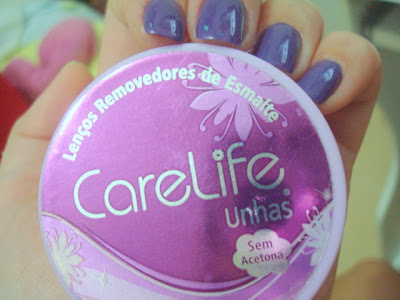 Lenços Removedores de Esmalte
CareLife®
Unhas
Sem
Acetona